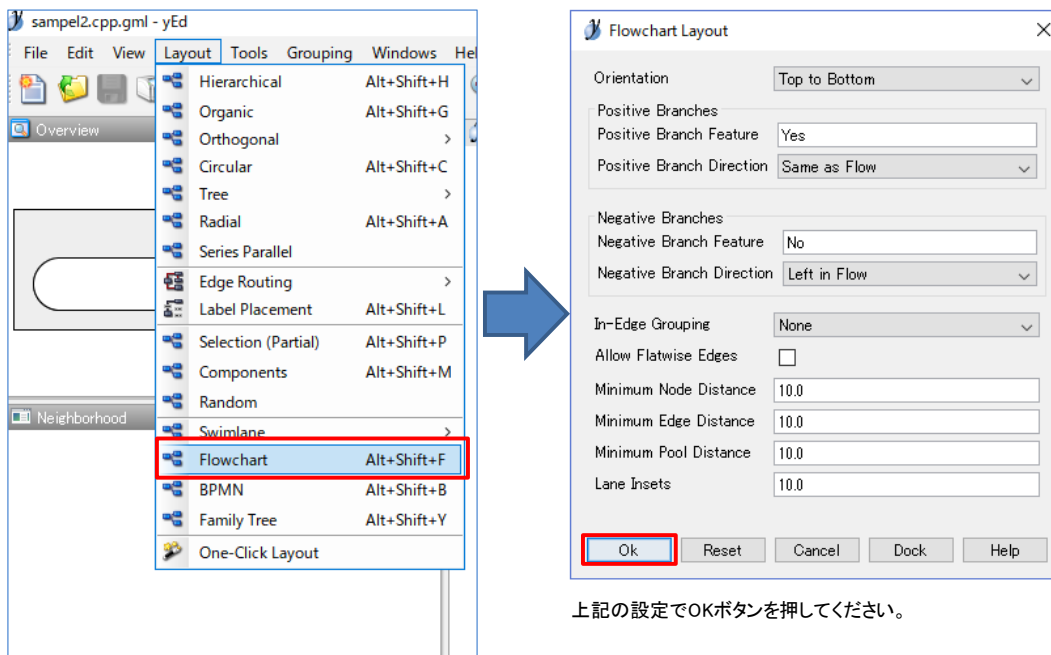 sampel2.cpp.gml - yEd
File Edit View Layout Tools Grouping Windows Hel
Overview
Neighborhood
Hierarchical Alt+Shift+H
Organic Alt+Shift+G
Orthogonal >
Circular Alt+Shift+C
Tree >
Radial Alt+Shift+A
Series Parallel
Edge Routing >
Label Placement Alt+Shift+L
Selection (Partial) Alt+Shift+P
Components Alt+Shift+M
Random
Swimlane >
Flowchart Alt+Shift+F
BPMN Alt+Shift+B
Family Tree Alt+Shift+Y
One-Click Layout
Flowchart Layout
Orientation Top to Bottom
Positive Branches
Positive Branch Feature Yes
Positive Branch Direction Same as Flow
Negative Branches
Negative Branch Feature No
Negative Branch Direction Left in Flow
In-Edge Grouping None
Allow Flatwise Edges
Minimum Node Distance 10.0
Minimum Edge Distance 10.0
Minimum Pool Distance 10.0
Lane Insets 10.0
Ok Reset Cancel Dock Help
上記の設定でOKボタンを押してください。